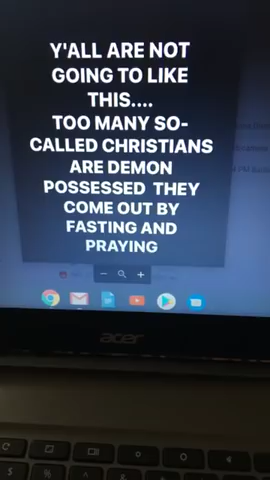 Y'ALL ARE NOT
GOING TO LIKE
THIS....
TOO MANY SO-
CALLED CHRISTIANS
ARE DEMON
POSSESSED THEY
COME OUT BY
FASTING AND
PRAYING
acer